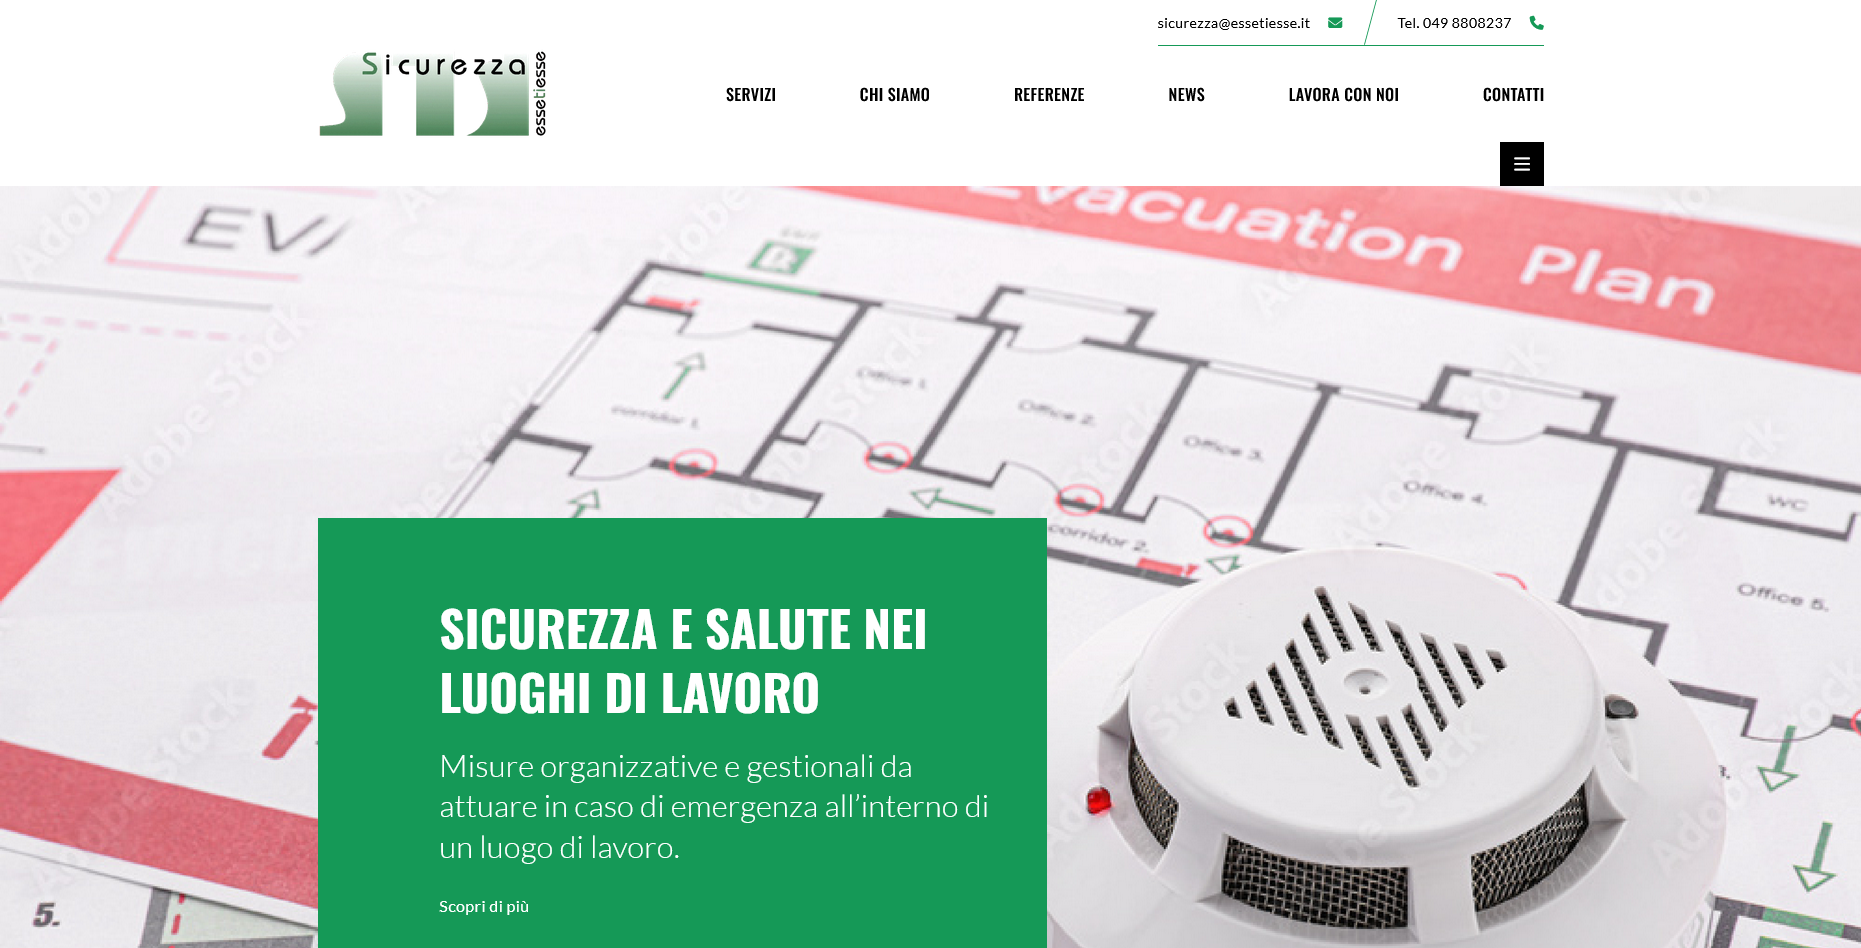 sicurezza@essetiesse.it
Tel. 049 8808237
Sicurezza
essetiesse
SERVIZI
CHI SIAMO
REFERENZE
NEWS
LAVORA CON NOI
CONTATTI
Evacuation Plan
EV
EXIT
corridor 1.
Office 1.
Office 2.
Office 3.
Office 4.
WC
corridor 2.
Office 5.
5.
Adobe Stock
SICUREZZA E SALUTE NEI
LUOGHI DI LAVORO
Misure organizzative e gestionali da
attuare in caso di emergenza all’interno di
un luogo di lavoro.
Scopri di più